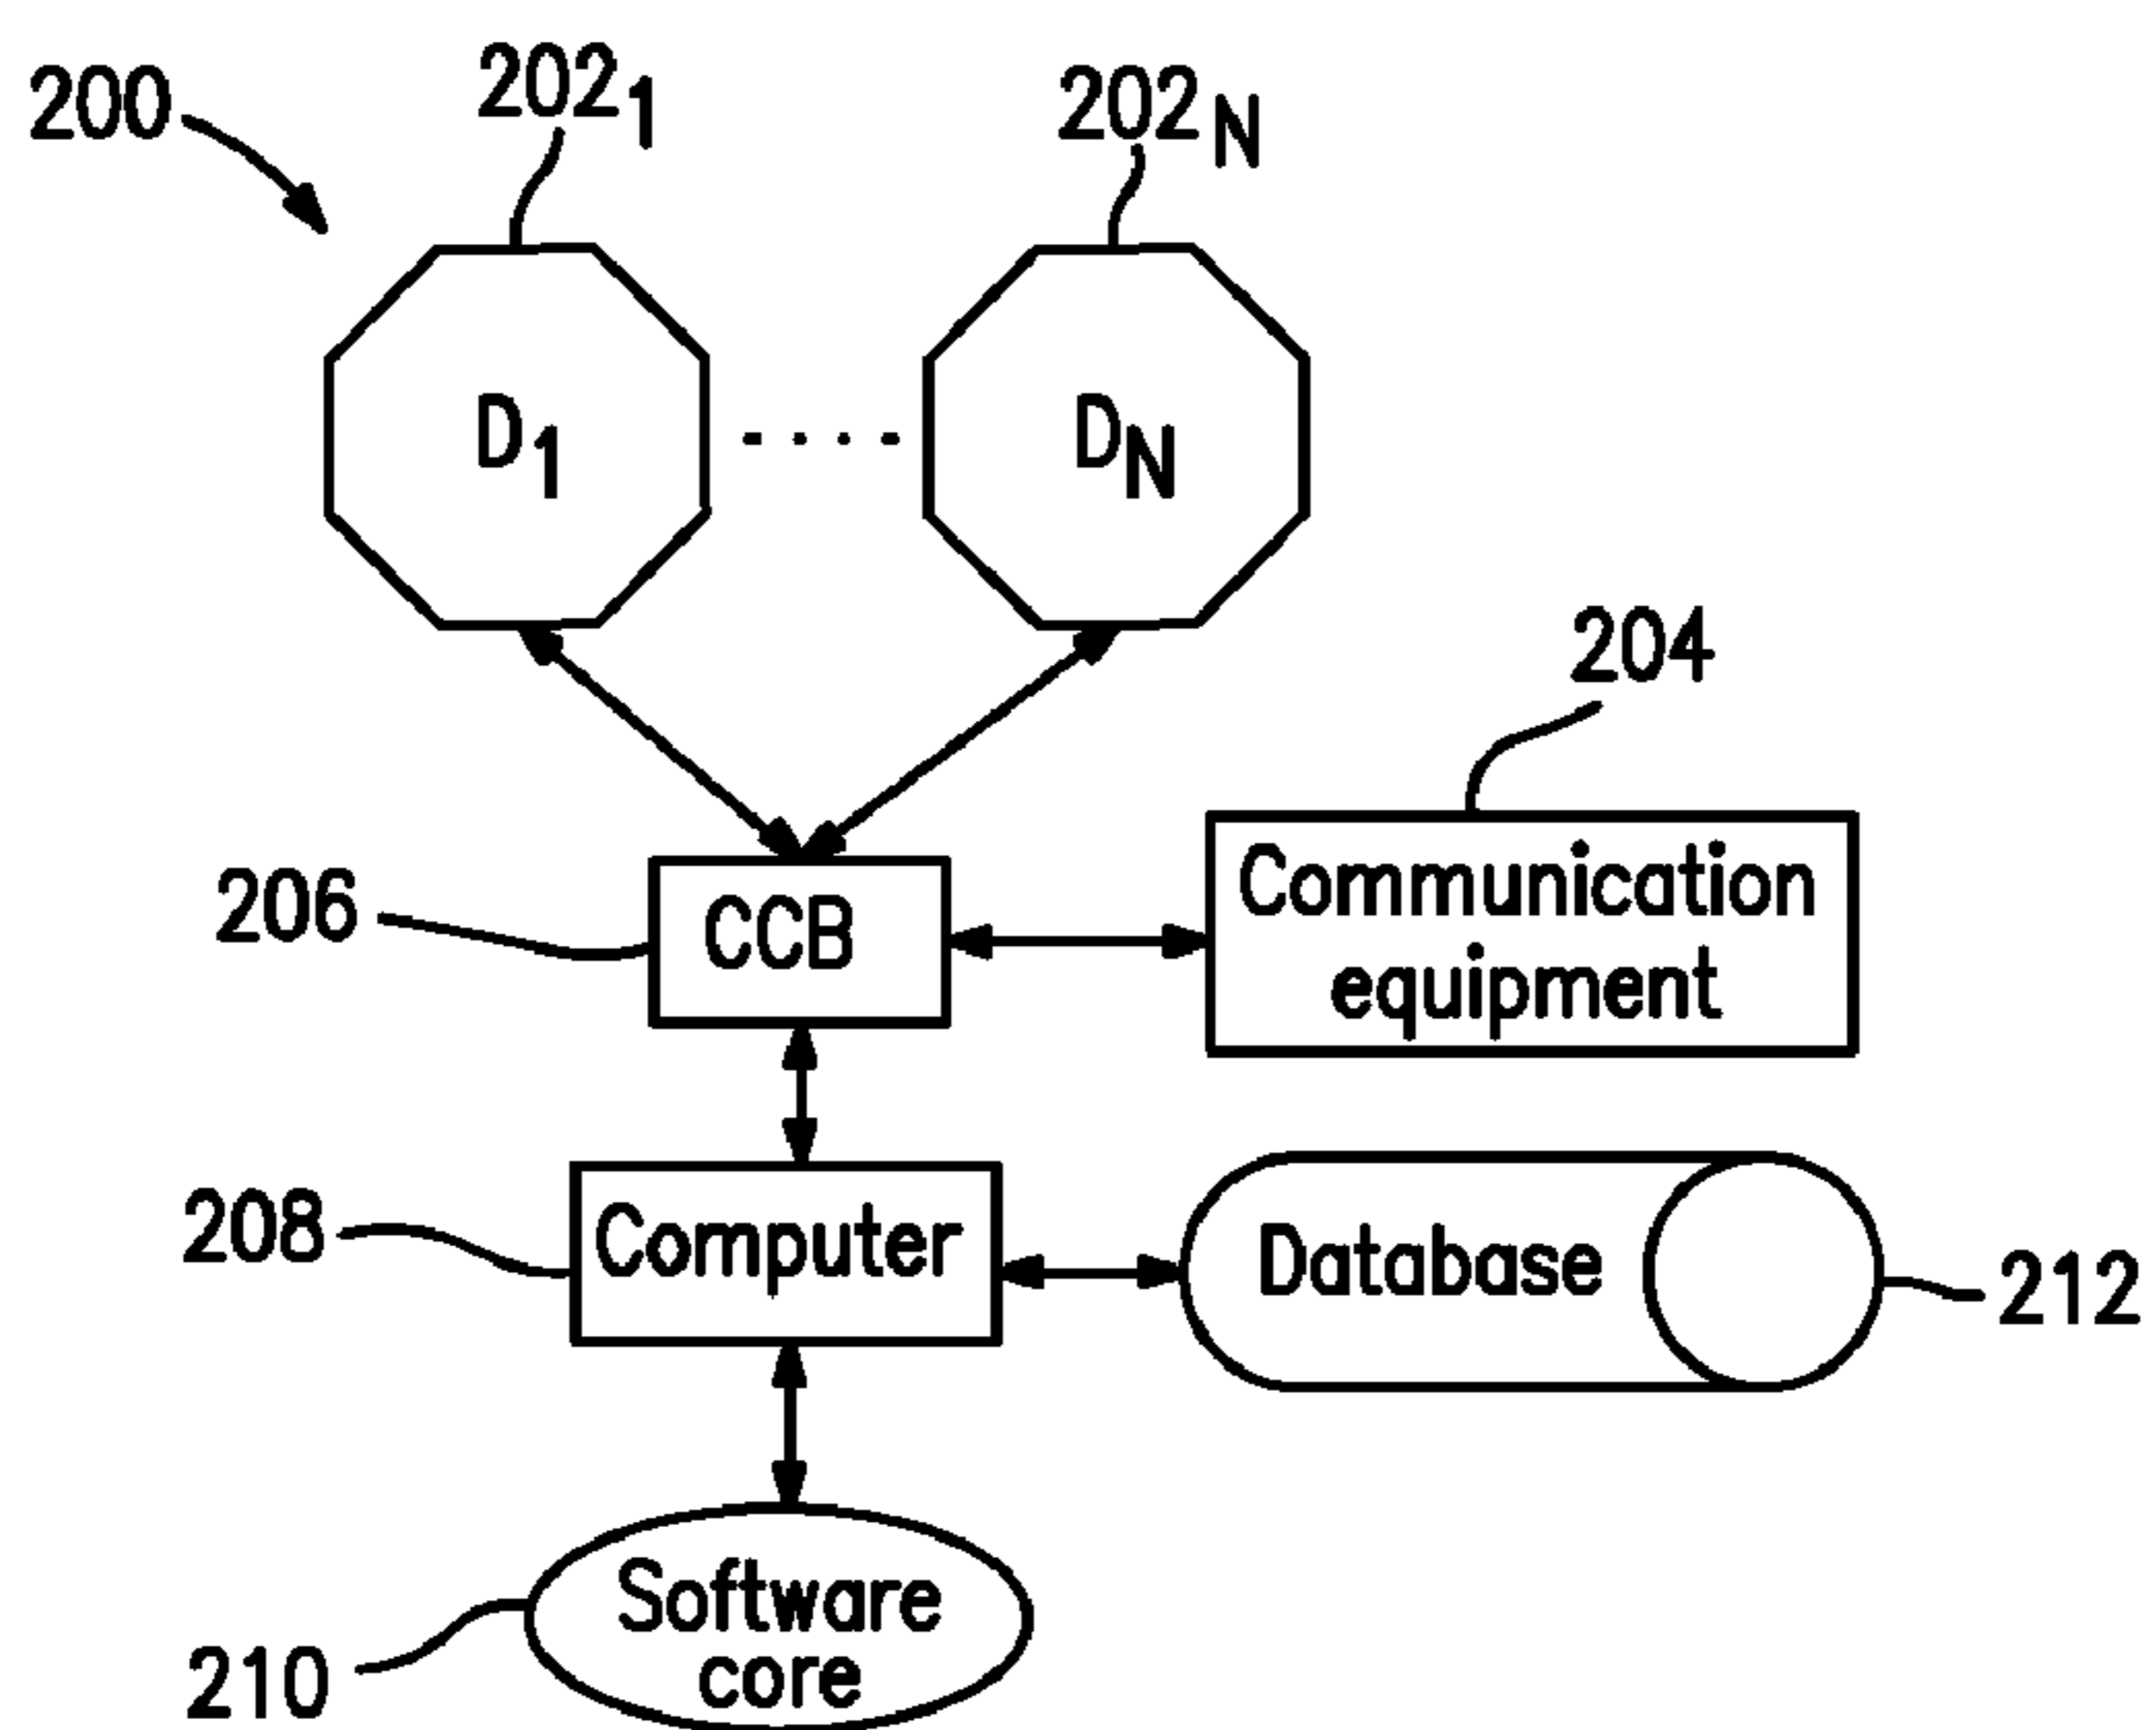 200
202₁
202N
D₁
DN
204
206
CCB
Communication
equipment
208
Computer
Database
212
Software
core
210